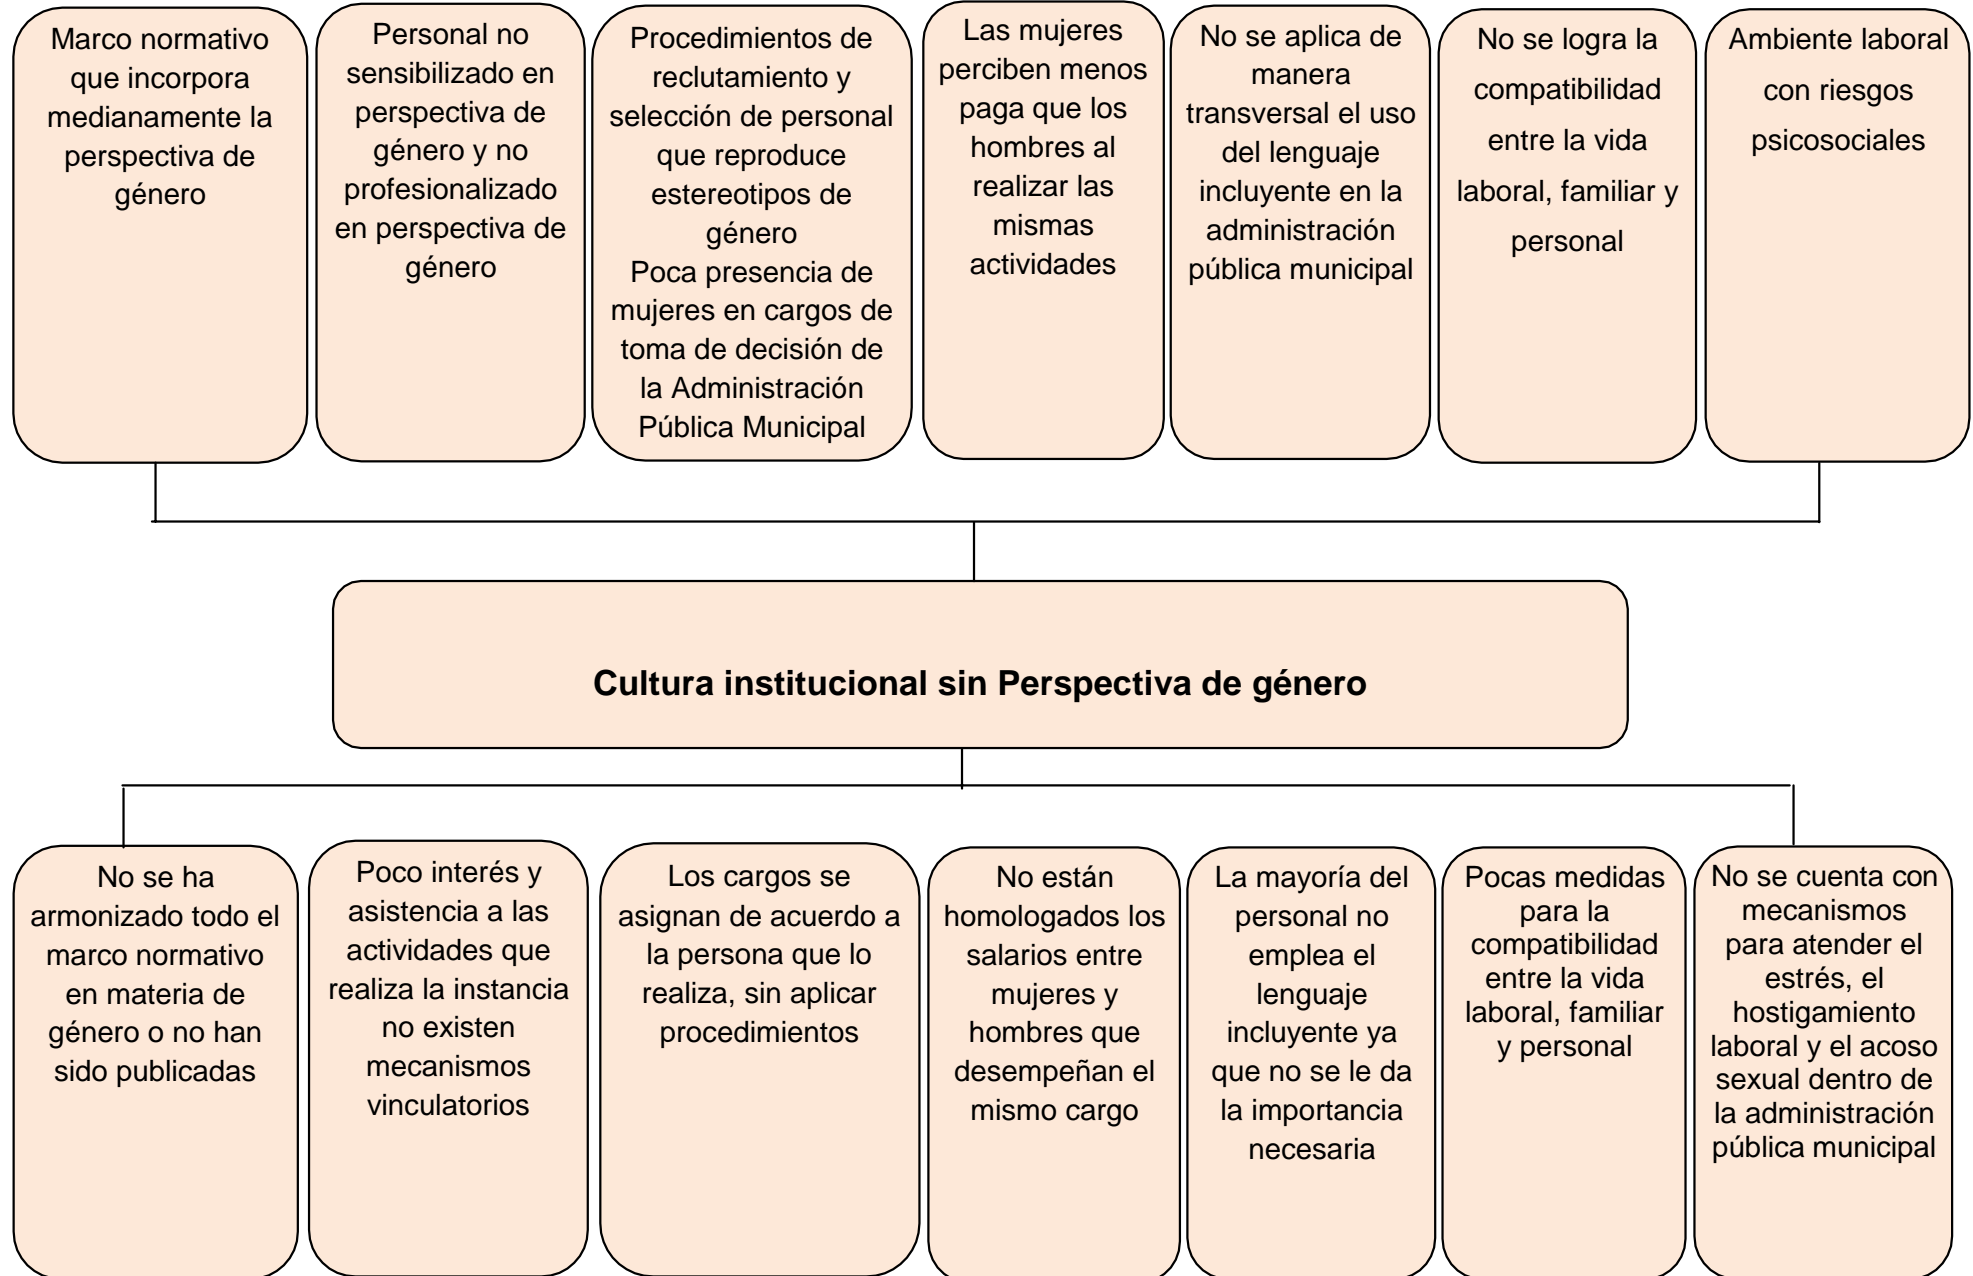 Marco normativo
que incorpora
medianamente la
perspectiva de
género
Personal no
sensibilizado en
perspectiva de
género y no
profesionalizado
en perspectiva de
género
Procedimientos de
reclutamiento y
selección de personal
que reproduce
estereotipos de
género
Poca presencia de
mujeres en cargos de
toma de decisión de
la Administración
Pública Municipal
Las mujeres
perciben menos
paga que los
hombres al
realizar las
mismas
actividades
No se aplica de
manera
transversal el uso
del lenguaje
incluyente en la
administración
pública municipal
No se logra la
compatibilidad
entre la vida
laboral, familiar y
personal
Ambiente laboral
con riesgos
psicosociales
Cultura institucional sin Perspectiva de género
No se ha
armonizado todo el
marco normativo
en materia de
género o no han
sido publicadas
Poco interés y
asistencia a las
actividades que
realiza la instancia
no existen
mecanismos
vinculatorios
Los cargos se
asignan de acuerdo a
la persona que lo
realiza, sin aplicar
procedimientos
No están
homologados los
salarios entre
mujeres y
hombres que
desempeñan el
mismo cargo
La mayoría del
personal no
emplea el
lenguaje
incluyente ya
que no se le da
la importancia
necesaria
Pocas medidas
para la
compatibilidad
entre la vida
laboral, familiar
y personal
No se cuenta con
mecanismos
para atender el
estrés, el
hostigamiento
laboral y el acoso
sexual dentro de
la administración
pública municipal